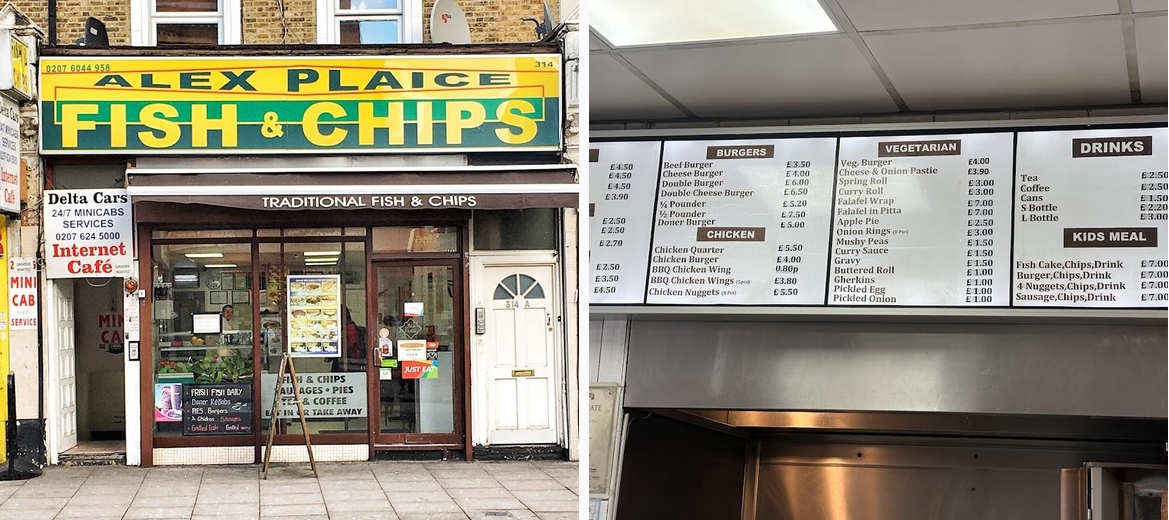 0207 6044 958
314
ALEX PLAICE
FISH & CHIPS
TRADITIONAL FISH & CHIPS
Delta Cars
24/7 MINICABS
SERVICES
0207 624 5000
Internet
Café
MINI
CAB
SERVICE
314 A
JUST EAT
FISH & CHIPS
SAUSAGES • PIES
TEA & COFFEE
EAT IN OR TAKE AWAY
FRESH FISH DAILY
Doner Kebabs
PIES, Burgers
Chicken
Grilled Fish
£4.50
£4.50
£4.50
£3.90
£2.50
£2.50
£2.70
£2.50
£3.50
£2.50
BURGERS
Beef Burger £3.50
Cheese Burger £4.00
Double Burger £6.00
Double Cheese Burger £6.50
¼ Pounder £5.20
½ Pounder £7.50
Doner Burger £5.00
CHICKEN
Chicken Quarter £5.50
Chicken Burger £4.00
BBQ Chicken Wing 0.80p
BBQ Chicken Wings (5pcs) £3.80
Chicken Nuggets £5.50
VEGETARIAN
Veg. Burger £4.00
Cheese & Onion Pastie £3.90
Spring Roll £3.00
Curry Roll £3.00
Falafel Wrap £7.00
Falafel in Pitta £7.00
Apple Pie £2.50
Onion Rings £3.00
Mushy Peas £1.50
Curry Sauce £1.50
Gravy £1.50
Buttered Roll £1.00
Gherkins £1.00
Pickled Egg £1.00
Pickled Onion £1.00
DRINKS
Tea £2.50
Coffee £2.50
Cans £1.50
S Bottle £2.20
L Bottle £3.00
KIDS MEAL
Fish Cake,Chips,Drink £7.00
Burger,Chips,Drink £7.00
4 Nuggets,Chips,Drink £7.00
Sausage,Chips,Drink £7.00